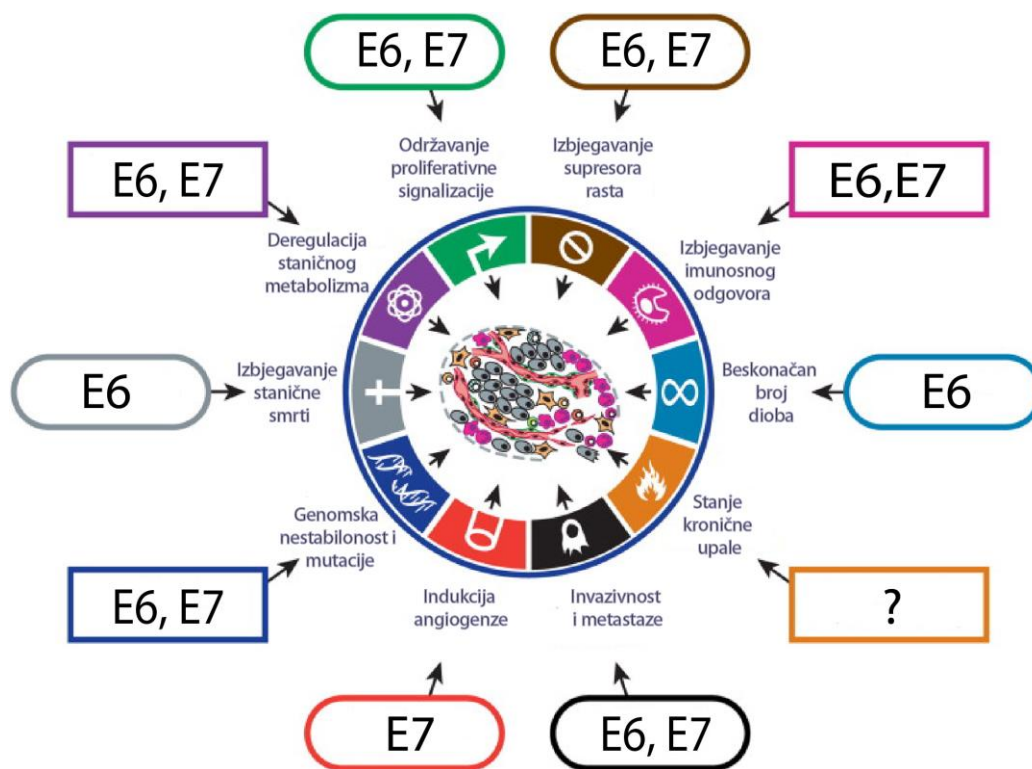 E6, E7
E6, E7
Održavanje
proliferativne
signalizacije
Izbjegavanje
supresora
rasta
E6, E7
E6,E7
Deregulacija
staničnog
metabolizma
Izbjegavanje
imunosnog
odgovora
E6
Izbjegavanje
stanične
smrti
Beskonačan
broj
dioba
E6
Genomska
nestabilonost i
mutacije
Stanje
kronične
upale
E6, E7
Indukcija
angiogenze
Invazivnost
i metastaze
?
E7
E6, E7